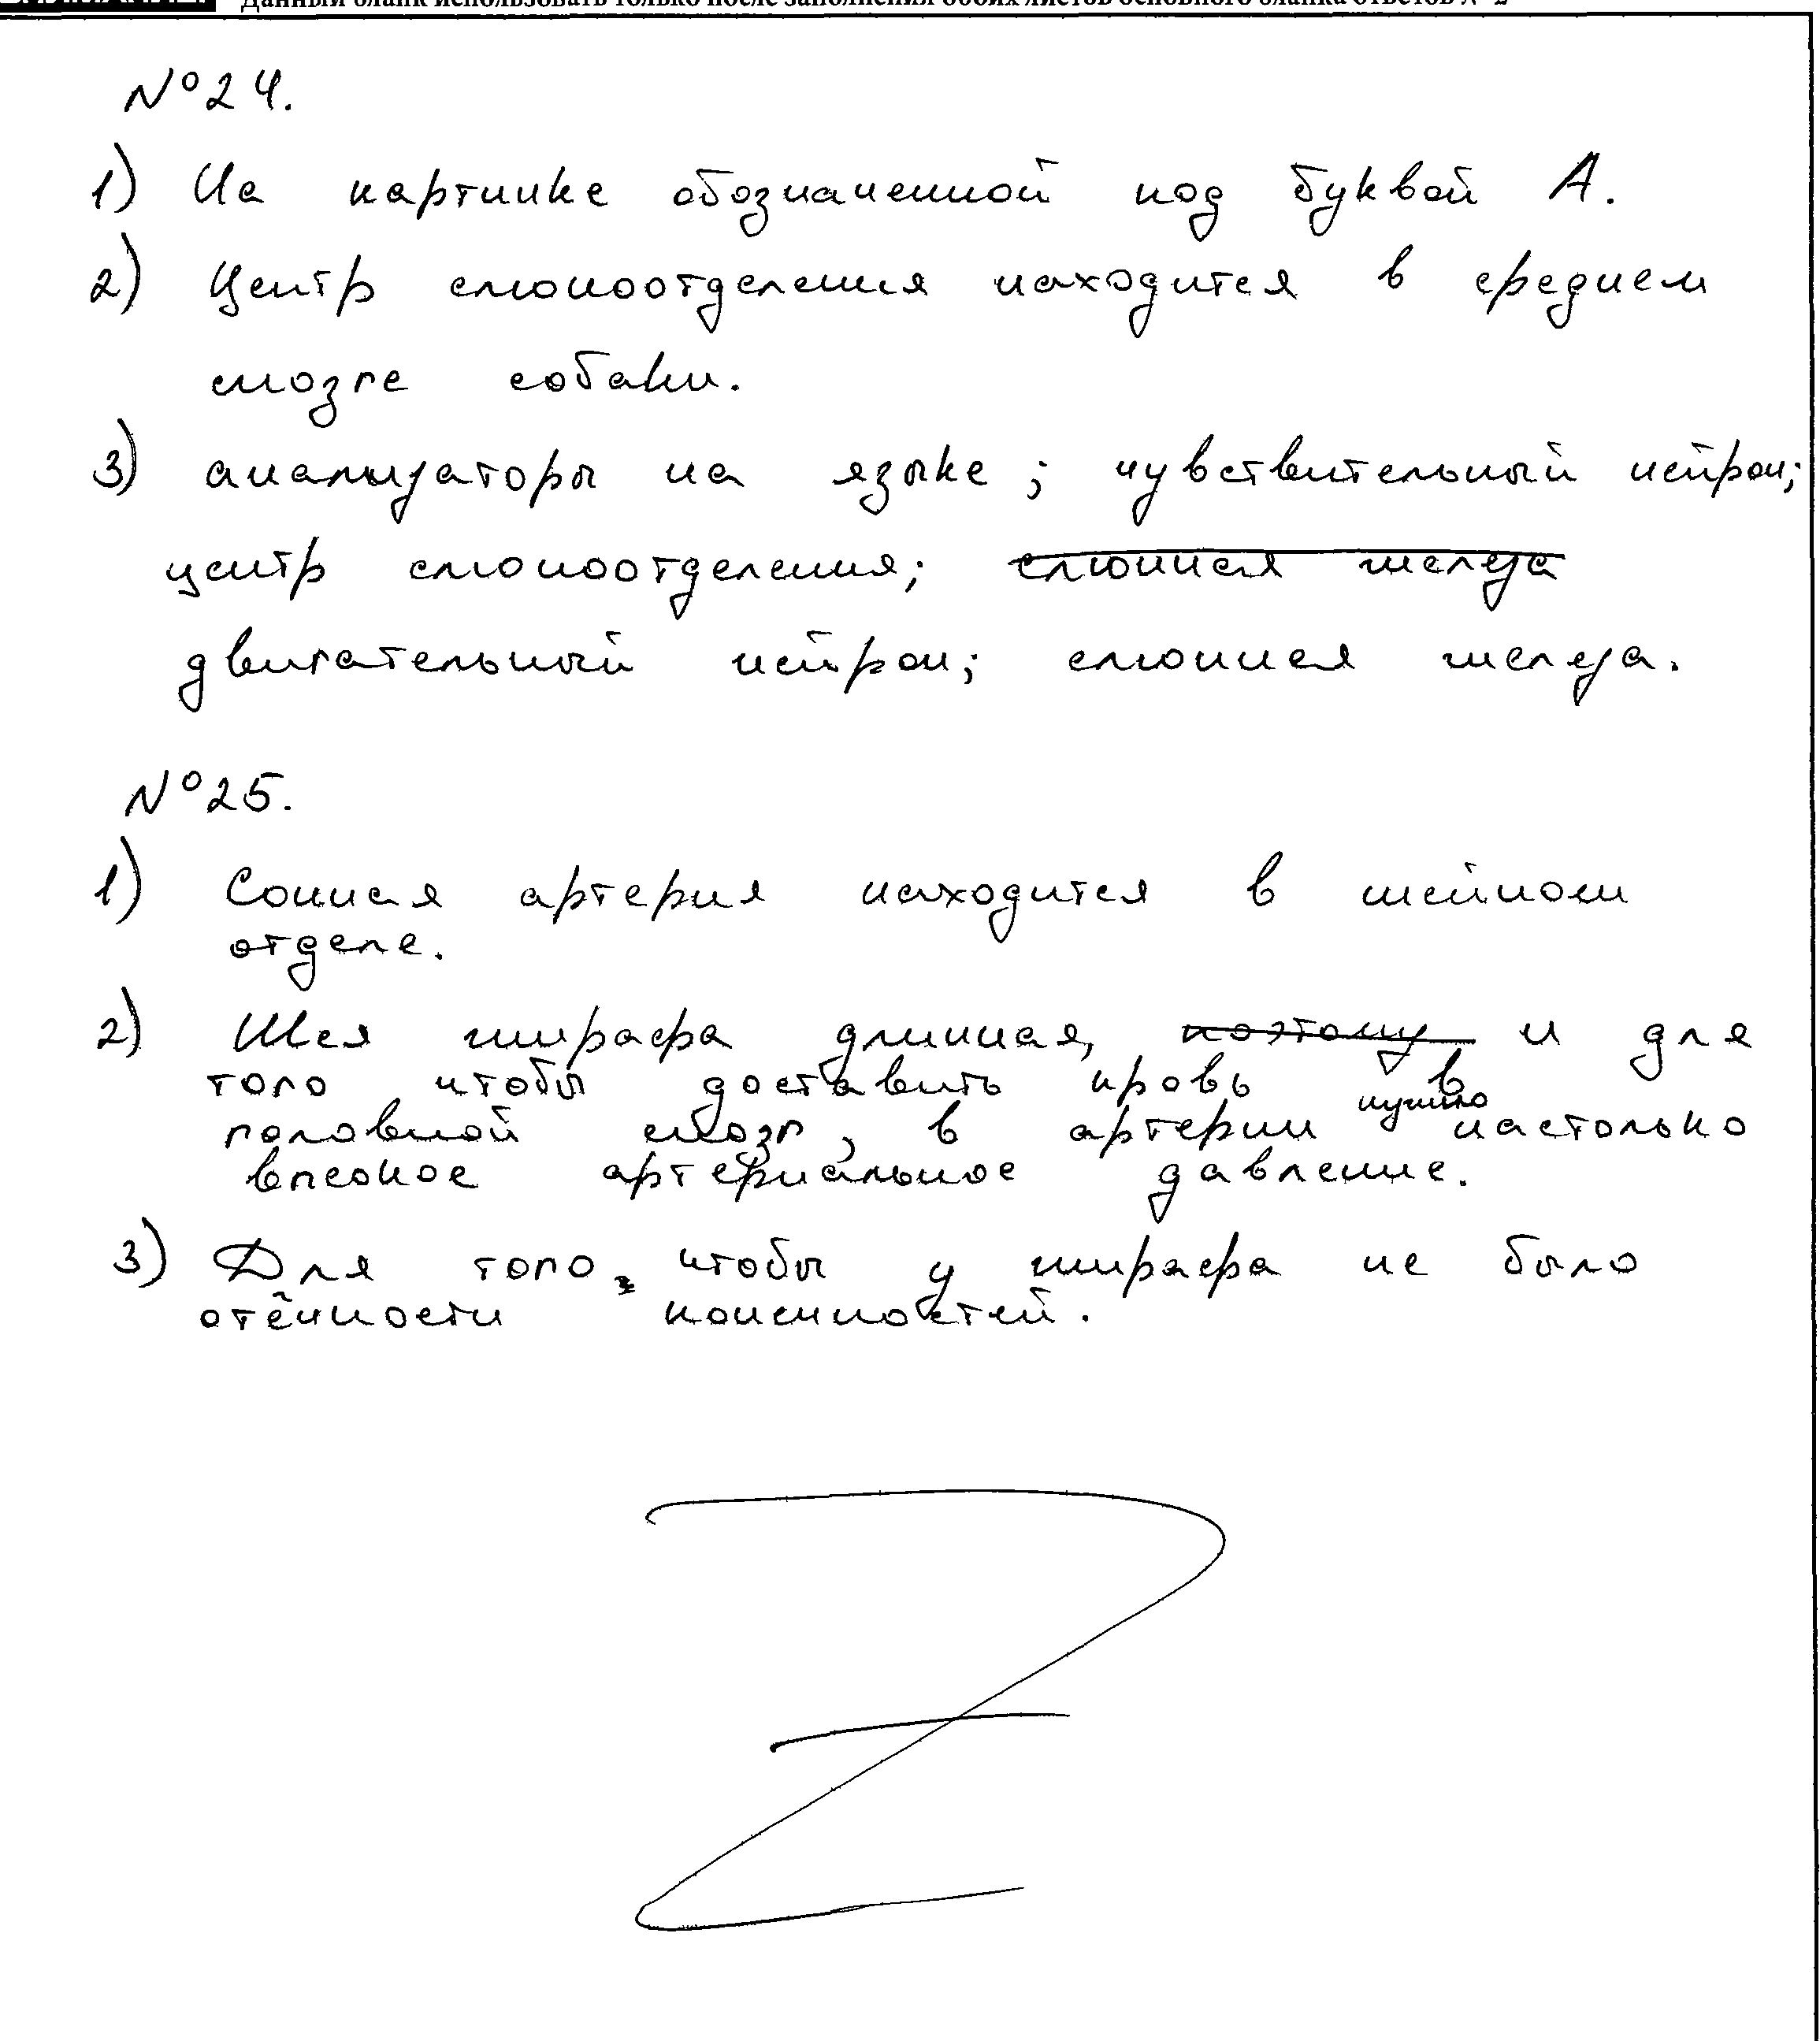 Данный бланк использовать только после заполнения обоих листов основного бланка ответов № 2
№24.
1) На картинке обозначенной под буквой А.
2) Центр слюноотделения находится в среднем
мозге собаки.
3) анализаторы на языке; чувствительный нейрон;
центр слюноотделения; слюнная железа
двигательный нейрон; слюнная железа.
№25.
1) Сонная артерия находится в шейном
отделе.
2) Шея жирафа длинная, поэтому и для
того чтобы доставить кровь в
головной мозг, в артерии нужно настолько
высокое артериальное давление.
3) Для того, чтобы у жирафа не было
отёчности конечностей.